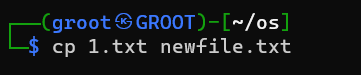 ┌──(groot㉿GROOT)-[~/os]
└─$ cp 1.txt newfile.txt